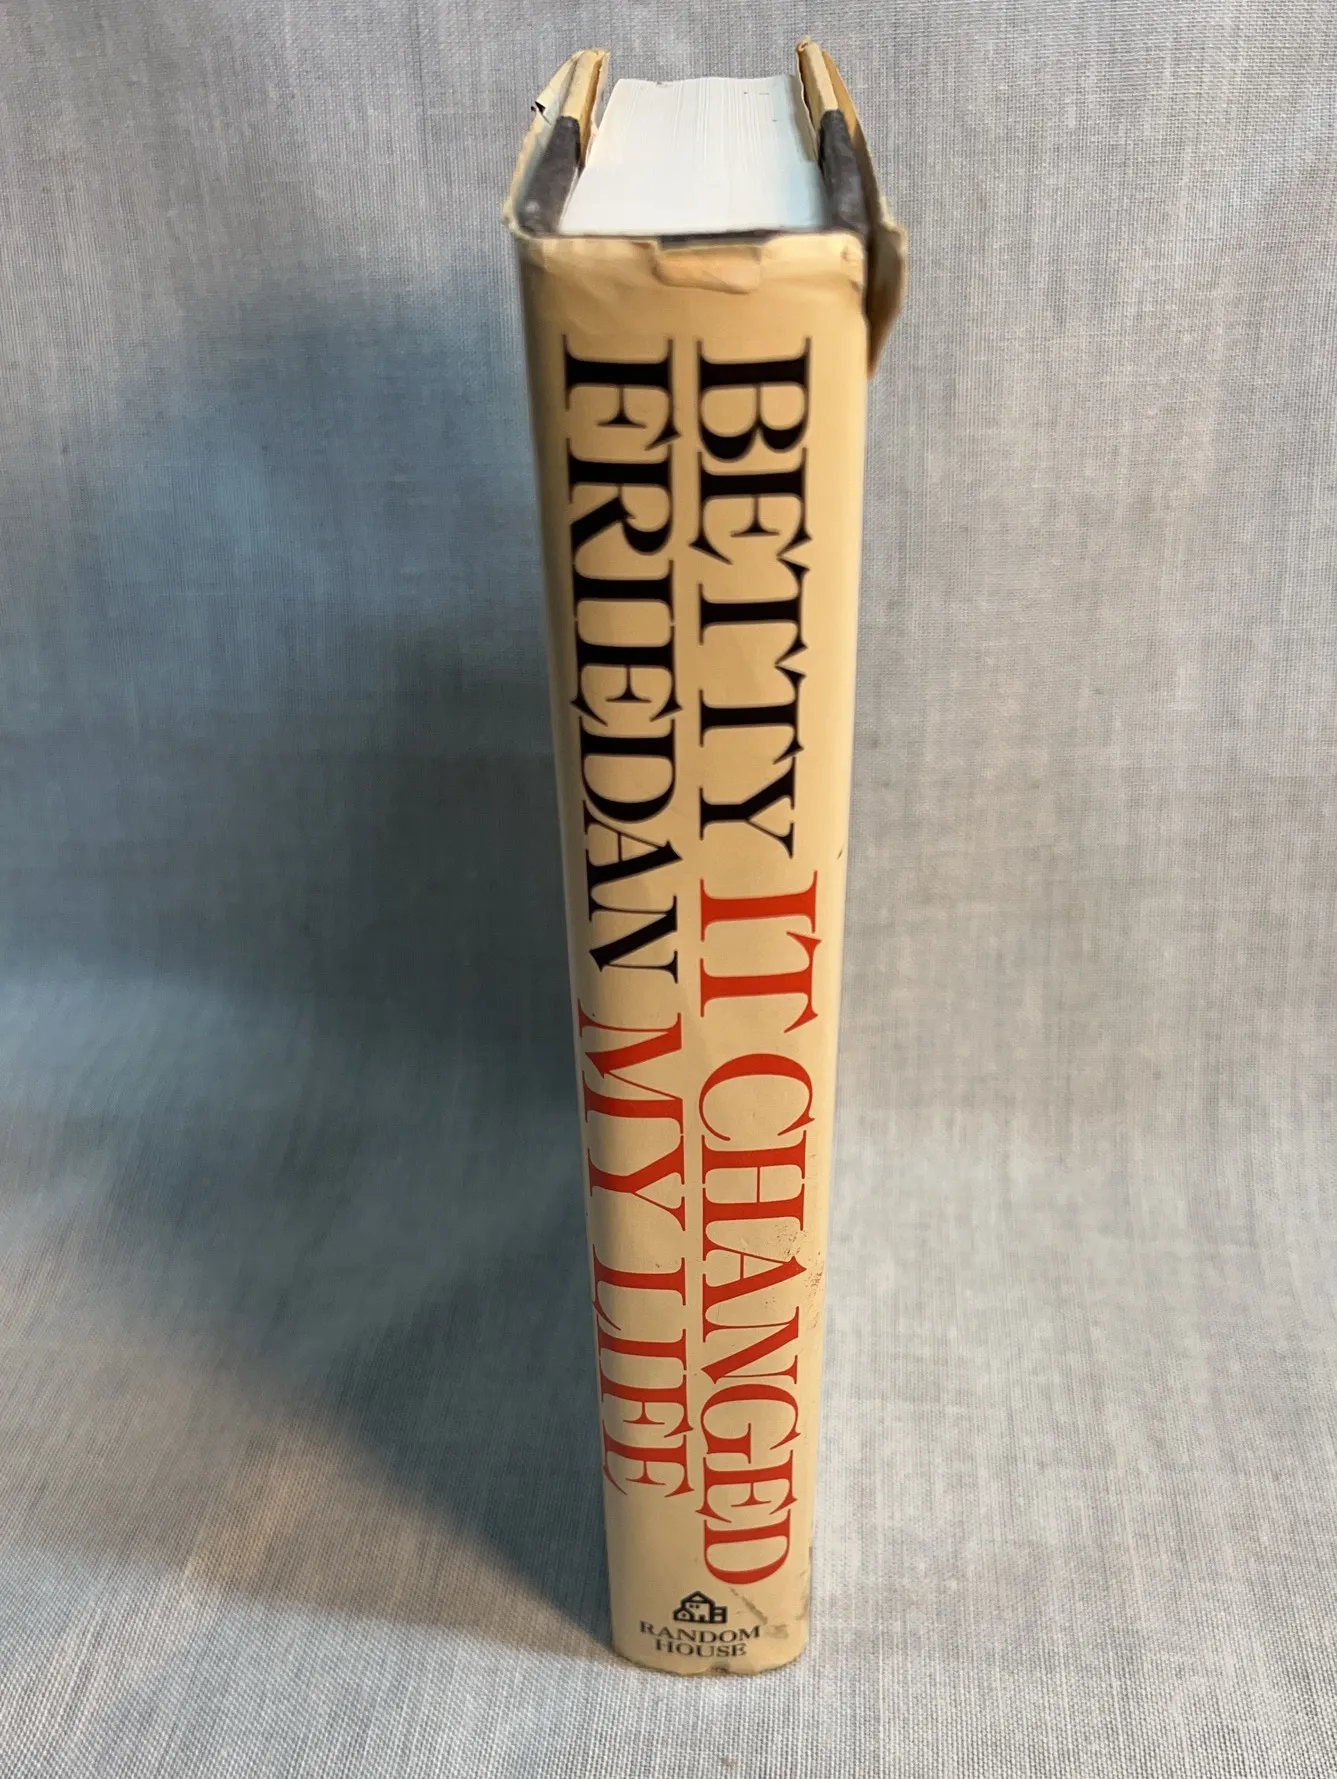 BETTY IT CHANGED
FRIEDAN MY LIFE
RANDOM
HOUSE